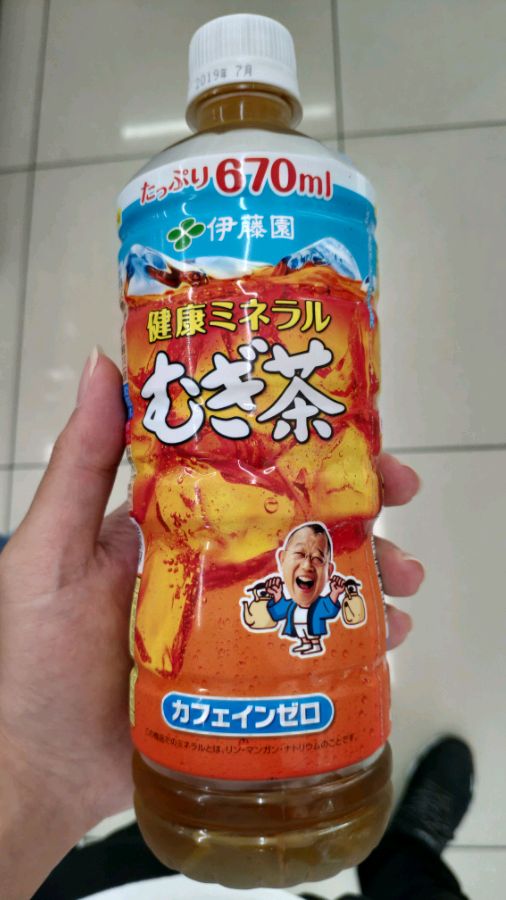 2019年 7月
たっぷり670ml
伊藤園
健康ミネラル
むぎ茶
カフェインゼロ
この商品でのミネラルとは、リン・マンガン・ナトリウムのことです。